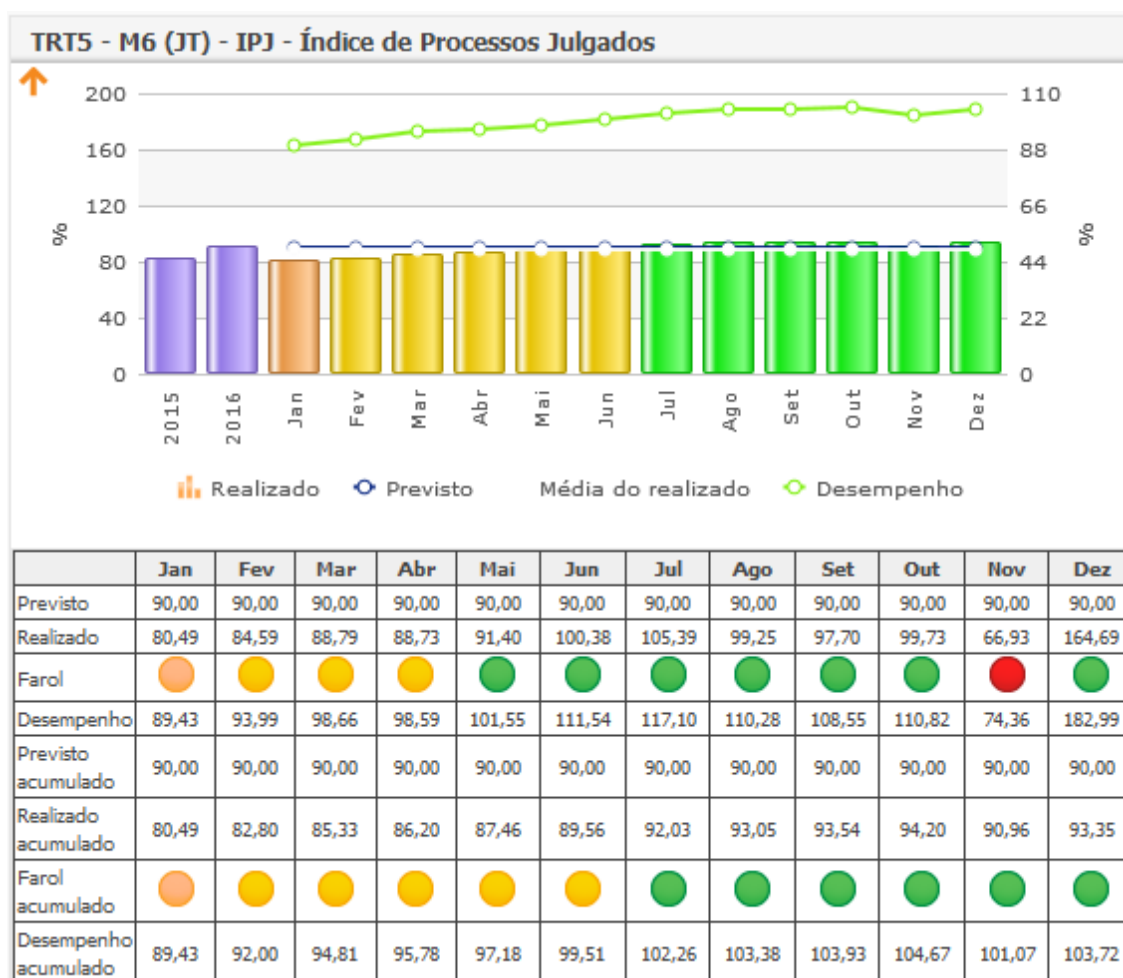 TRT5 - M6 (JT) - IPJ - Índice de Processos Julgados
200
160
120
80
40
0
%
110
88
66
44
22
0
%
2015 2016 Jan Fev Mar Abr Mai Jun Jul Ago Set Out Nov Dez
Realizado Previsto Média do realizado Desempenho
Jan Fev Mar Abr Mai Jun Jul Ago Set Out Nov Dez
Previsto 90,00 90,00 90,00 90,00 90,00 90,00 90,00 90,00 90,00 90,00 90,00 90,00
Realizado 80,49 84,59 88,79 88,73 91,40 100,38 105,39 99,25 97,70 99,73 66,93 164,69
Farol
Desempenho 89,43 93,99 98,66 98,59 101,55 111,54 117,10 110,28 108,55 110,82 74,36 182,99
Previsto
acumulado 90,00 90,00 90,00 90,00 90,00 90,00 90,00 90,00 90,00 90,00 90,00 90,00
Realizado
acumulado 80,49 82,80 85,33 86,20 87,46 89,56 92,03 93,05 93,54 94,20 90,96 93,35
Farol
acumulado
Desempenho
acumulado 89,43 92,00 94,81 95,78 97,18 99,51 102,26 103,38 103,93 104,67 101,07 103,72